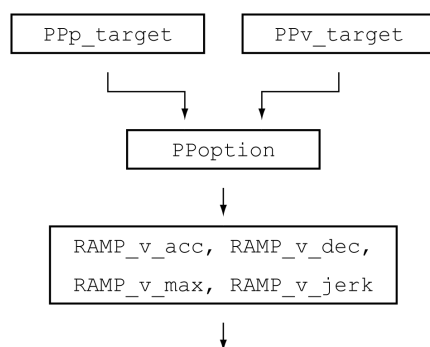 PPp_target
PPv_target
PPoption
RAMP_v_acc, RAMP_v_dec,
RAMP_v_max, RAMP_v_jerk